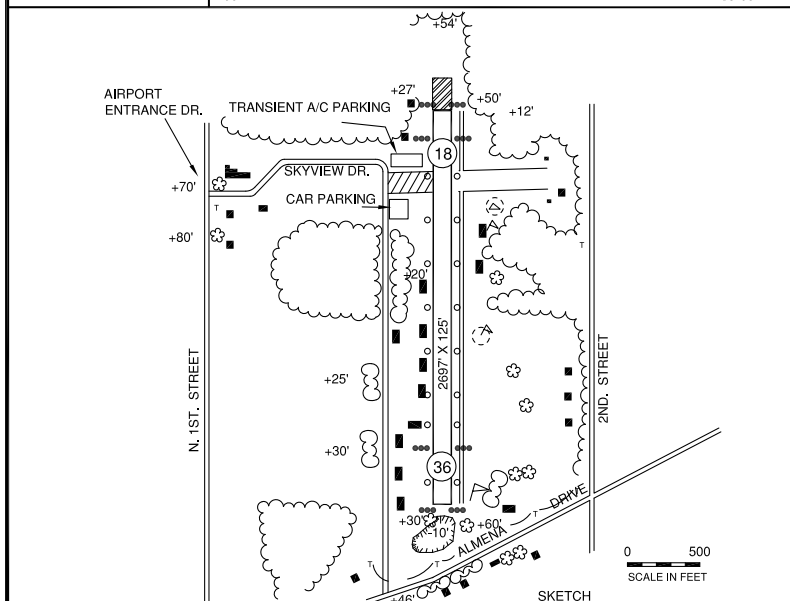 +54'
+27'
+50'
AIRPORT
ENTRANCE DR.
TRANSIENT A/C PARKING
+12'
18
SKYVIEW DR.
+70'
CAR PARKING
T
+80'
T
+20'
2697' X 125'
N. 1ST. STREET
2ND. STREET
+25'
+30'
36
+30'
-10'
+60'
T
ALMENA DRIVE
T
T
0 500
SCALE IN FEET
+46'
SKETCH